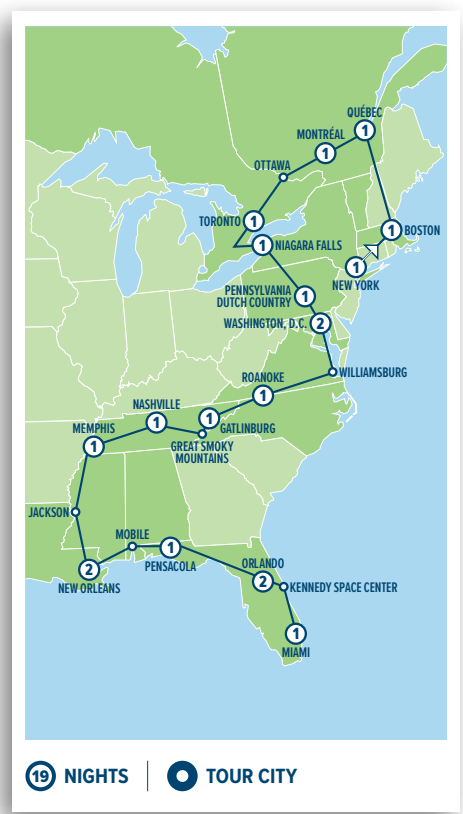 QUÉBEC
1
MONTRÉAL
1
OTTAWA
TORONTO 1
1 BOSTON
1 NIAGARA FALLS
1
NEW YORK
PENNSYLVANIA
DUTCH COUNTRY
1
WASHINGTON, D.C. 2
WILLIAMSBURG
ROANOKE
1
NASHVILLE
1
1
GATLINBURG
MEMPHIS
1
GREAT SMOKY
MOUNTAINS
JACKSON
MOBILE
1
PENSACOLA
2
NEW ORLEANS
ORLANDO
2
KENNEDY SPACE CENTER
1
MIAMI
19 NIGHTS
TOUR CITY